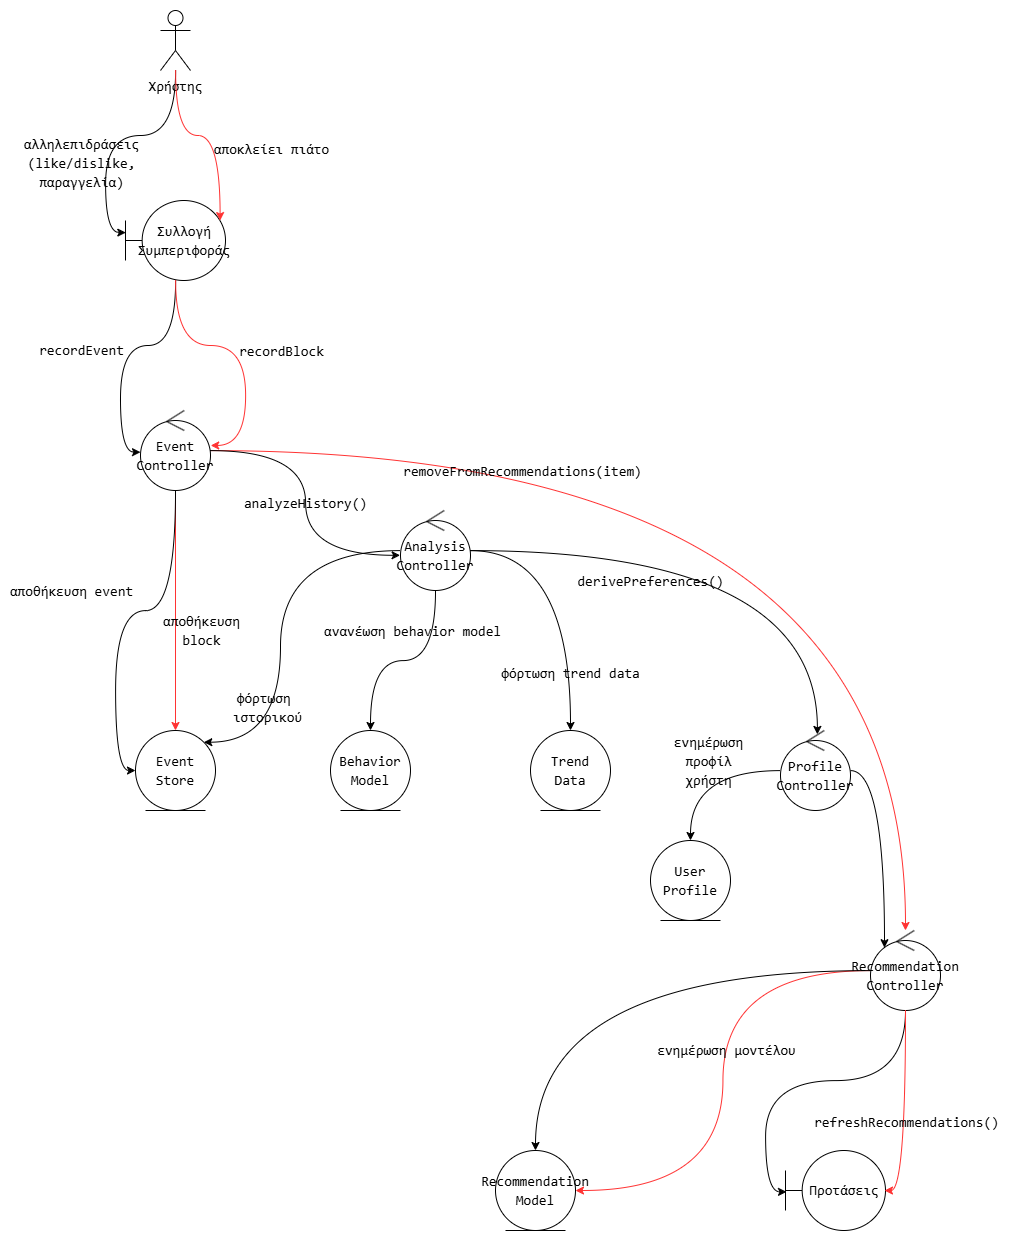 Χρήστης
αλληλεπιδράσεις
(like/dislike,
παραγγελία)
αποκλείει πιάτο
Συλλογή
Συμπεριφοράς
recordEvent
recordBlock
Event
Controller
removeFromRecommendations(item)
analyzeHistory()
Analysis
Controller
derivePreferences()
αποθήκευση event
αποθήκευση
block
ανανέωση behavior model
φόρτωση trend data
φόρτωση
ιστορικού
Event
Store
Behavior
Model
Trend
Data
ενημέρωση
προφίλ
χρήστη
Profile
Controller
User
Profile
Recommendation
Controller
ενημέρωση μοντέλου
refreshRecommendations()
Recommendation
Model
Προτάσεις